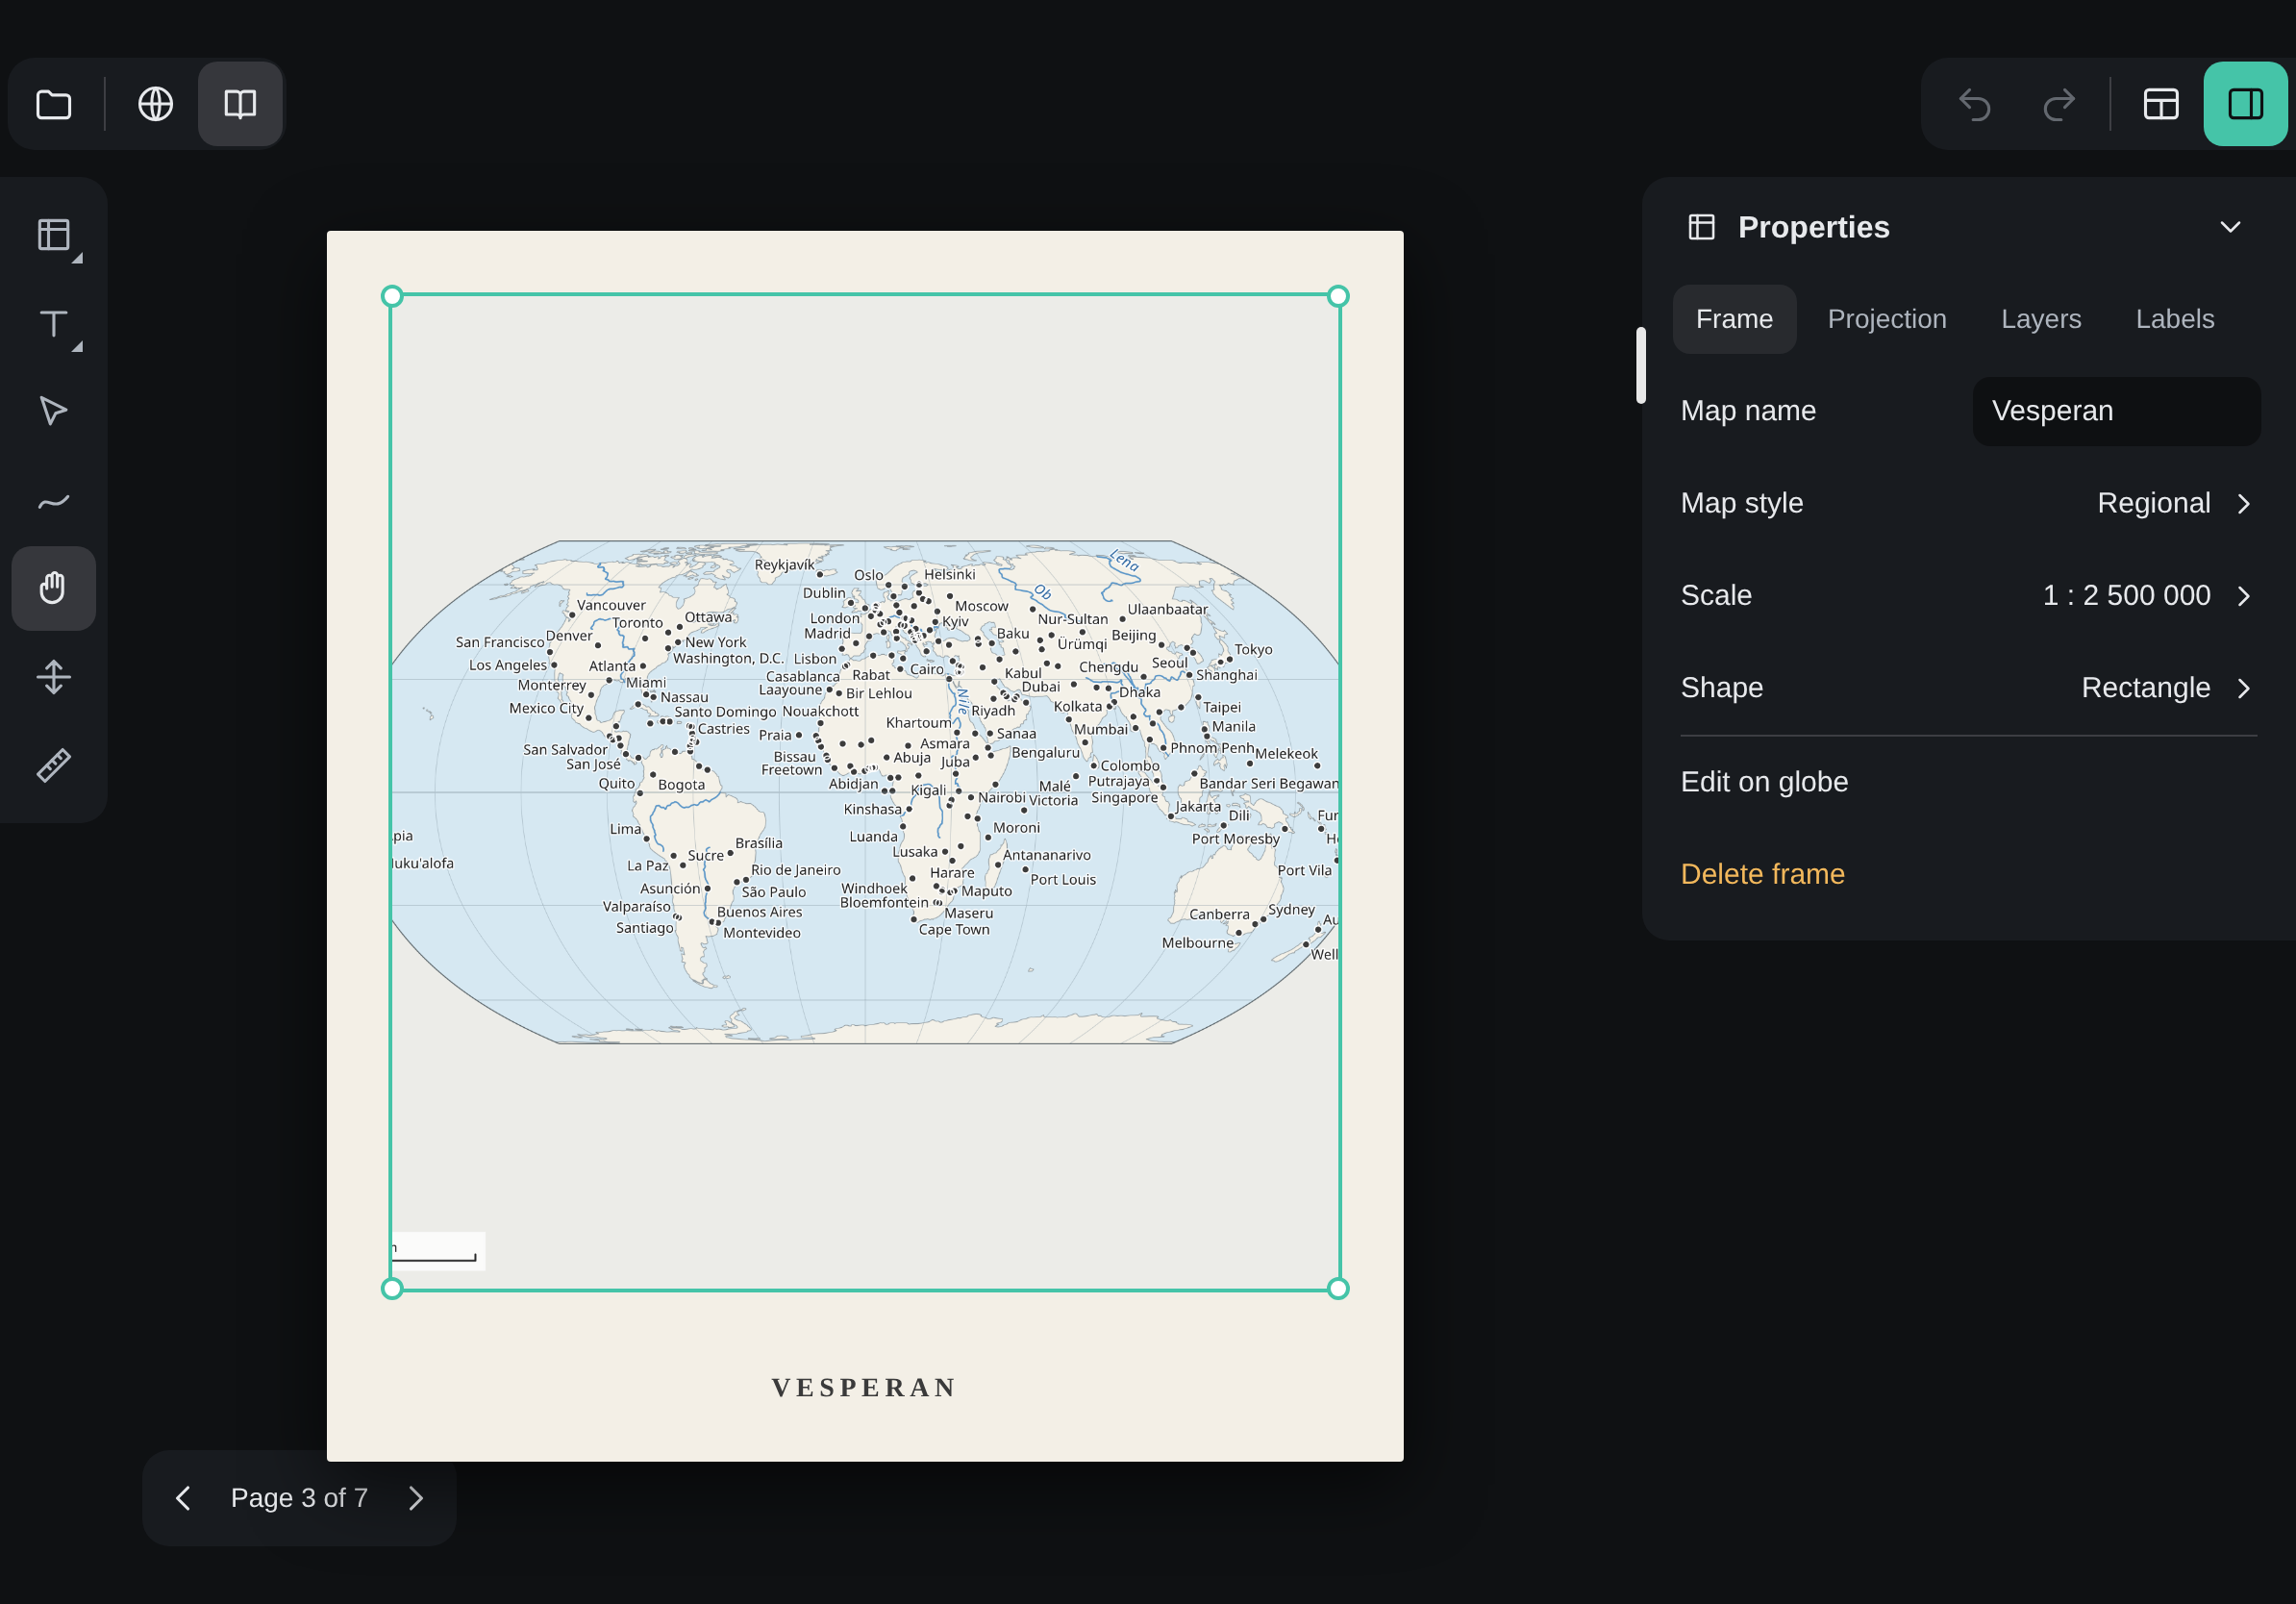 Properties
Frame Projection Layers Labels
Map name Vesperan
Map style Regional
Scale 1 : 2 500 000
Shape Rectangle
Edit on globe
Delete frame
Reykjavík
Oslo
Helsinki
Lena
Ob
Dublin
Moscow
Vancouver
Ulaanbaatar
Toronto
Ottawa
London
Kyiv
Nur-Sultan
San Francisco
Denver
New York
Madrid
Baku
Ürümqi
Beijing
Tokyo
Los Angeles
Atlanta
Washington, D.C.
Lisbon
Cairo
Chengdu
Seoul
Shanghai
Monterrey
Miami
Casablanca
Rabat
Kabul
Laayoune
Bir Lehlou
Nile
Dubai
Dhaka
Mexico City
Nassau
Santo Domingo
Nouakchott
Riyadh
Kolkata
Taipei
Castries
Praia
Khartoum
Sanaa
Mumbai
Manila
San Salvador
San José
Bissau
Freetown
Abuja
Asmara
Juba
Bengaluru
Phnom Penh
Melekeok
Colombo
Quito
Bogota
Abidjan
Kigali
Nairobi
Malé
Victoria
Putrajaya
Singapore
Bandar Seri Begawan
Kinshasa
Jakarta
Dili
Fur
pia
Lima
Brasília
Luanda
Moroni
Port Moresby
uku'alofa
La Paz
Sucre
Rio de Janeiro
Lusaka
Antananarivo
Port Vila
Asunción
São Paulo
Harare
Windhoek
Maputo
Port Louis
Valparaíso
Buenos Aires
Bloemfontein
Maseru
Canberra
Sydney
Au
Santiago
Montevideo
Cape Town
Melbourne
Well
VESPERAN
Page 3 of 7